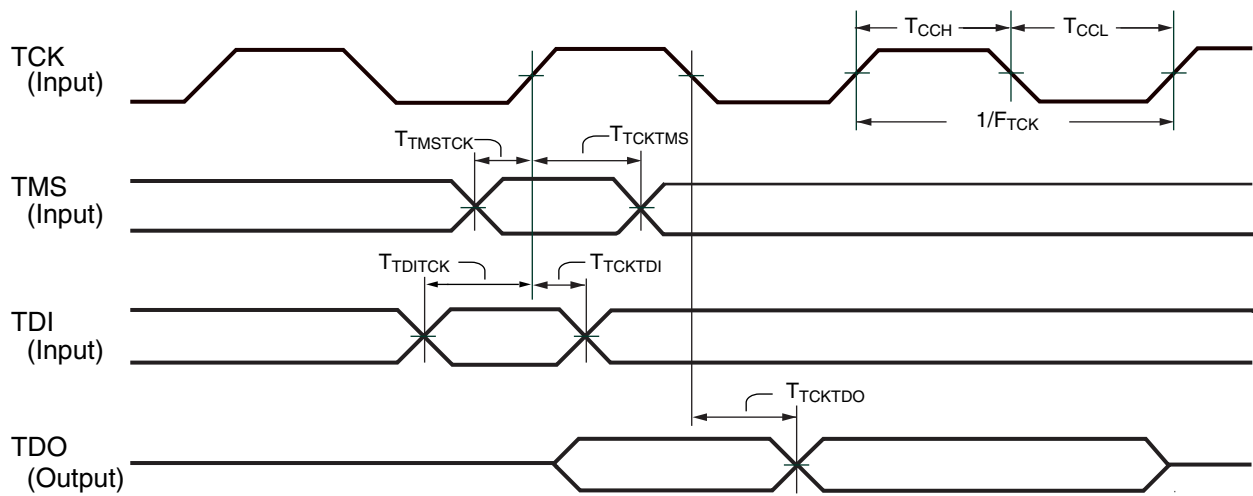 TCK
(Input)
TCCH
TCCL
1/FTCK
TTMSTCK
TTCKTMS
TMS
(Input)
TTDITCK
TTCKTDI
TDI
(Input)
TTCKTDO
TDO
(Output)